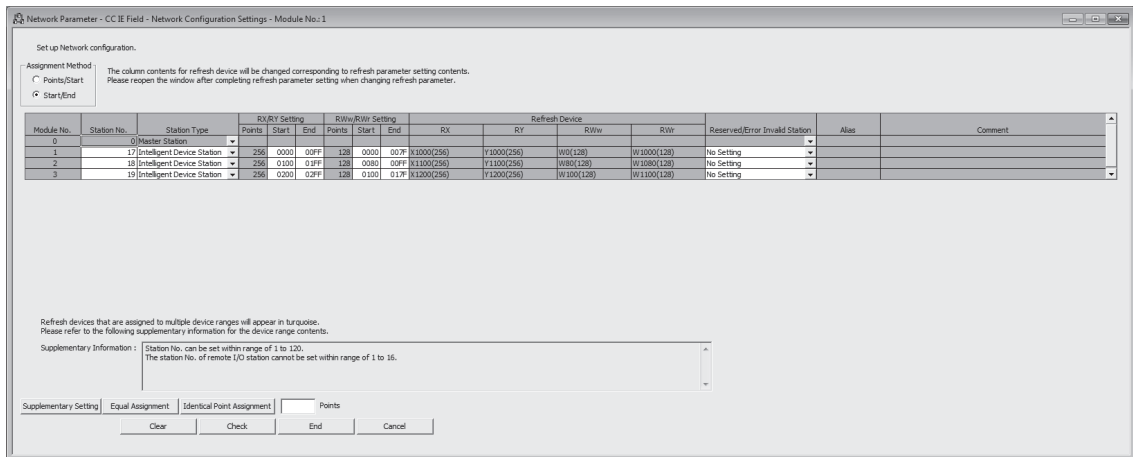 Network Parameter - CC IE Field - Network Configuration Settings - Module No.: 1
Set up Network configuration.
Assignment Method
Points/Start
Start/End
The column contents for refresh device will be changed corresponding to refresh parameter setting contents.
Please reopen the window after completing refresh parameter setting when changing refresh parameter.
RX/RY Setting RWw/RWr Setting Refresh Device
Module No. Station No. Station Type Points Start End Points Start End RX RY RWw RWr Reserved/Error Invalid Station Alias Comment
0 0 Master Station
1 17 Intelligent Device Station 256 0000 00FF 128 0000 007F X1000(256) Y1000(256) W0(128) W1000(128) No Setting
2 18 Intelligent Device Station 256 0100 01FF 128 0080 00FF X1100(256) Y1100(256) W80(128) W1080(128) No Setting
3 19 Intelligent Device Station 256 0200 02FF 128 0100 017F X1200(256) Y1200(256) W100(128) W1100(128) No Setting
Refresh devices that are assigned to multiple device ranges will appear in turquoise.
Please refer to the following supplementary information for the device range contents.
Supplementary Information : Station No. can be set within range of 1 to 120.
The station No. of remote I/O station cannot be set within range of 1 to 16.
Supplementary Setting Equal Assignment Identical Point Assignment Points
Clear Check End Cancel